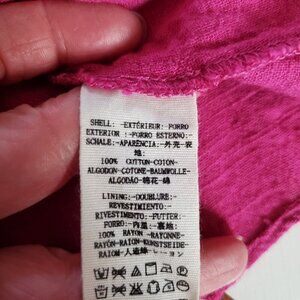 SHELL:-EXTÉRIEUR:-FORRO
EXTERIOR :-FORRO ESTERNO:-
SCHALE:-APARÊNCIA:-外壳-表
地:
100% COTTON-COTON-
ALGODON-COTONE-BAUMWOLLE-
ALGODÃO-棉花-綿
LINING:-DOUBLURE:-
REVESTIMIENTO:-
RIVESTIMENTO:-FUTTER:-
FORRO:-内里-裏地:
100% RAYON-RAYONNE-
RAYÓN-RAION-KUNSTSEIDE-
RAION-人造絲-レーヨン